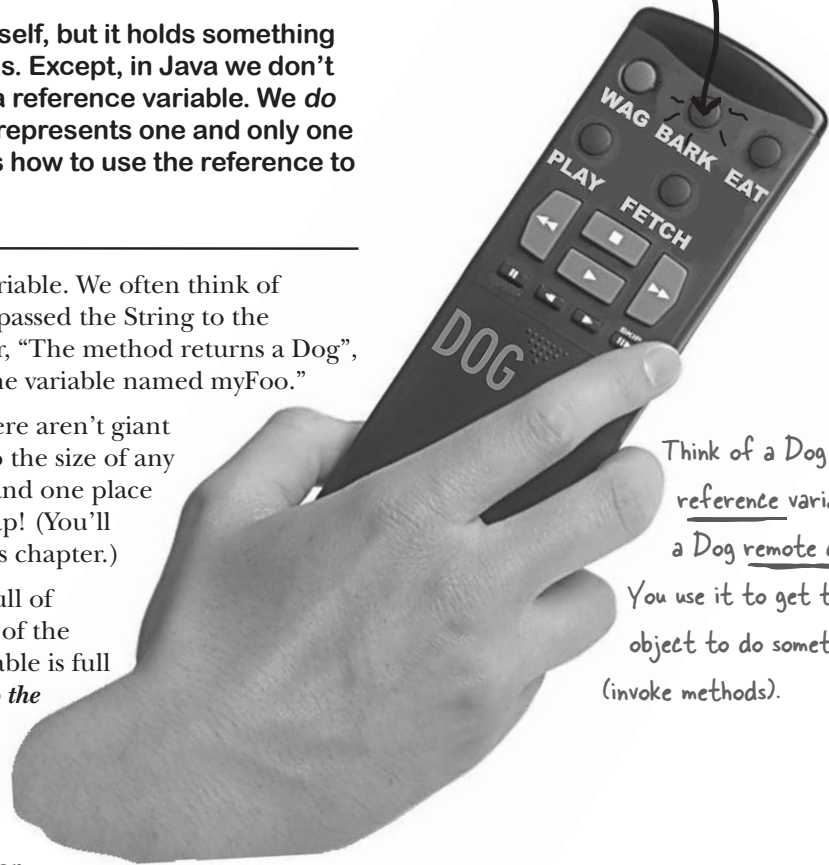 self, but it holds something
s. Except, in Java we don’t
a reference variable. We do
represents one and only one
s how to use the reference to
riable. We often think of
passed the String to the
r, “The method returns a Dog”,
ne variable named myFoo.”
ere aren’t giant
o the size of any
and one place
ap! (You’ll
s chapter.)
ull of
of the
able is full
the
WAG BARK EAT
PLAY FETCH
SKIP
DOG
Think of a Dog
reference varia
a Dog remote
You use it to get t
object to do somet
(invoke methods).